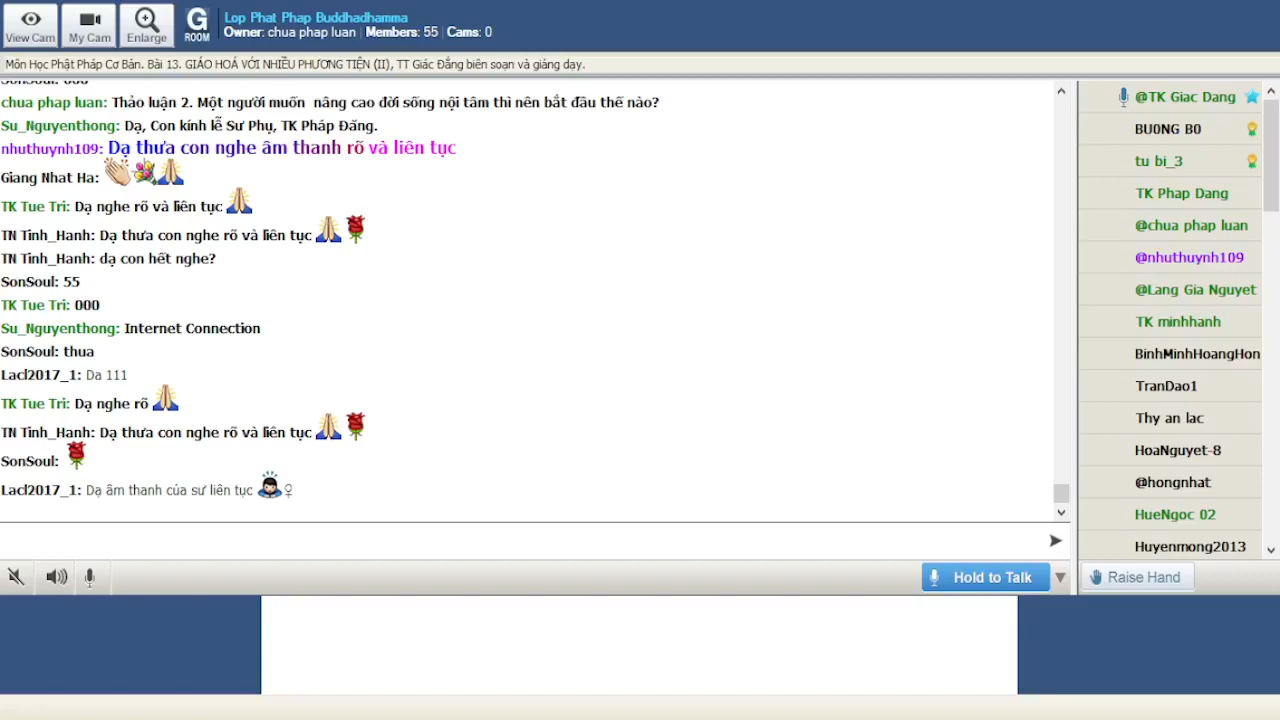 Lop Phat Phap Buddhadhamma
View Cam
My Cam
Enlarge
G
ROOM
Owner: chua phap luan | Members: 55 | Cams: 0
Môn Học Phật Pháp Cơ Bản. Bài 13. GIÁO HOÁ VỚI NHIỀU PHƯƠNG TIỆN (II), TT Giác Đẳng biên soạn và giảng dạy.
chua phap luan: Thảo luận 2. Một người muốn nâng cao đời sống nội tâm thì nên bắt đầu thế nào?
Su_Nguyenthong: Dạ, Con kính lễ Sư Phụ, TK Pháp Đăng.
nhuthuynh109: Dạ thưa con nghe âm thanh rõ và liên tục
Giang Nhat Ha:
TK Tue Tri: Dạ nghe rõ và liên tục
TN Tinh_Hanh: Dạ thưa con nghe rõ và liên tục
TN Tinh_Hanh: dạ con hết nghe?
SonSoul: 55
TK Tue Tri: 000
Su_Nguyenthong: Internet Connection
SonSoul: thua
Lacl2017_1: Da 111
TK Tue Tri: Dạ nghe rõ
TN Tinh_Hanh: Dạ thưa con nghe rõ và liên tục
SonSoul:
Lacl2017_1: Dạ âm thanh của sư liên tục
@TK Giac Dang
BU0NG B0
tu bi_3
TK Phap Dang
@chua phap luan
@nhuthuynh109
@Lang Gia Nguyet
TK minhhanh
BinhMinhHoangHon
TranDao1
Thy an lac
HoaNguyet-8
@hongnhat
HueNgoc 02
Huyenmong2013
Hold to Talk
Raise Hand